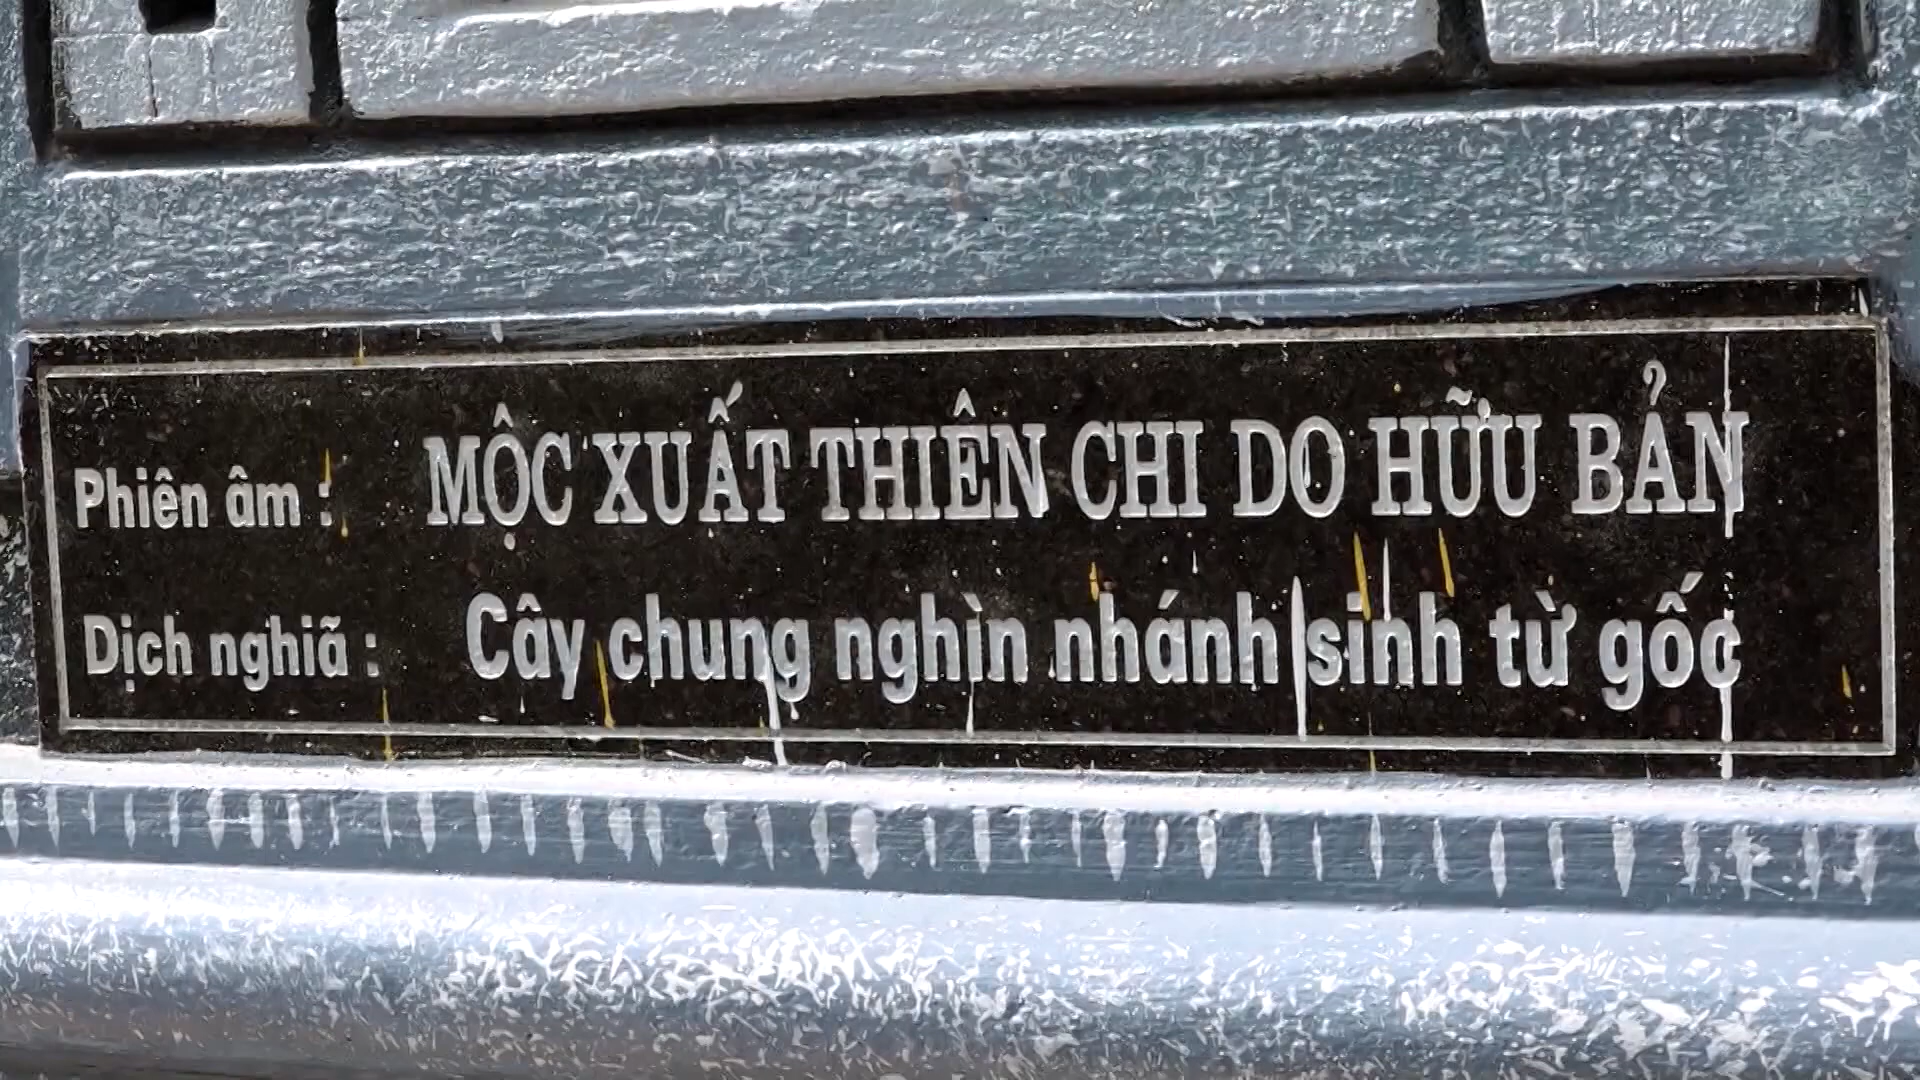 Phiên âm : MỘC XUẤT THIÊN CHI DO HỮU BẢN
Dịch nghiã : Cây chung nghìn nhánh sinh từ gốc